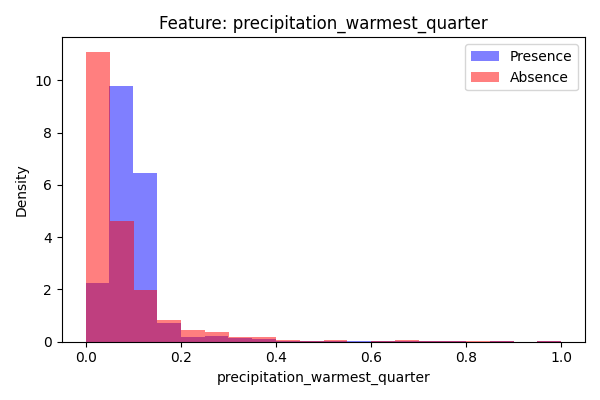 Feature: precipitation_warmest_quarter
Presence
Absence
Density
10
8
6
4
2
0
0.0 0.2 0.4 0.6 0.8 1.0
precipitation_warmest_quarter